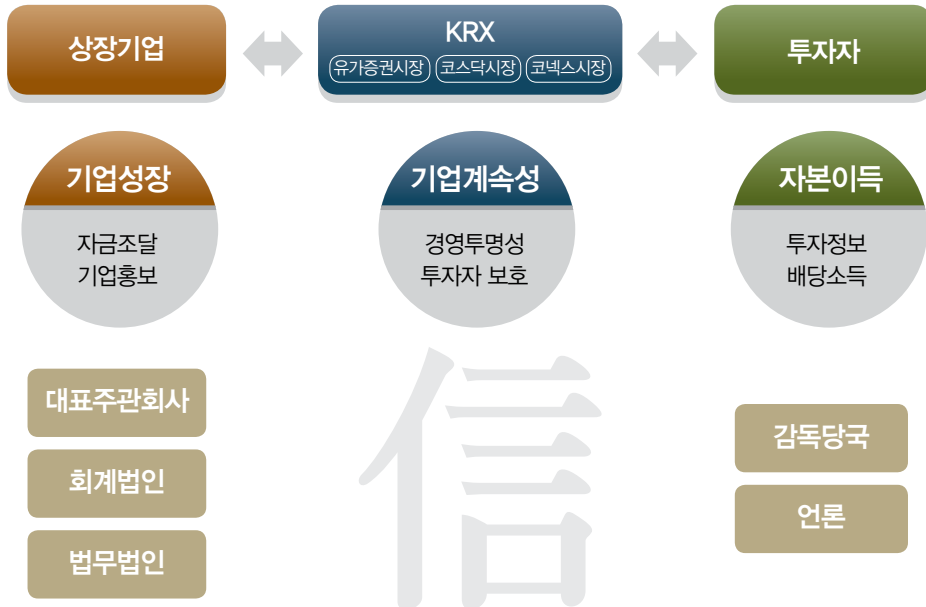 상장기업
KRX
유가증권시장 코스닥시장 코넥스시장
투자자
기업성장
자금조달
기업홍보
기업계속성
경영투명성
투자자 보호
자본이득
투자정보
배당소득
대표주관회사
회계법인
법무법인
信
감독당국
언론